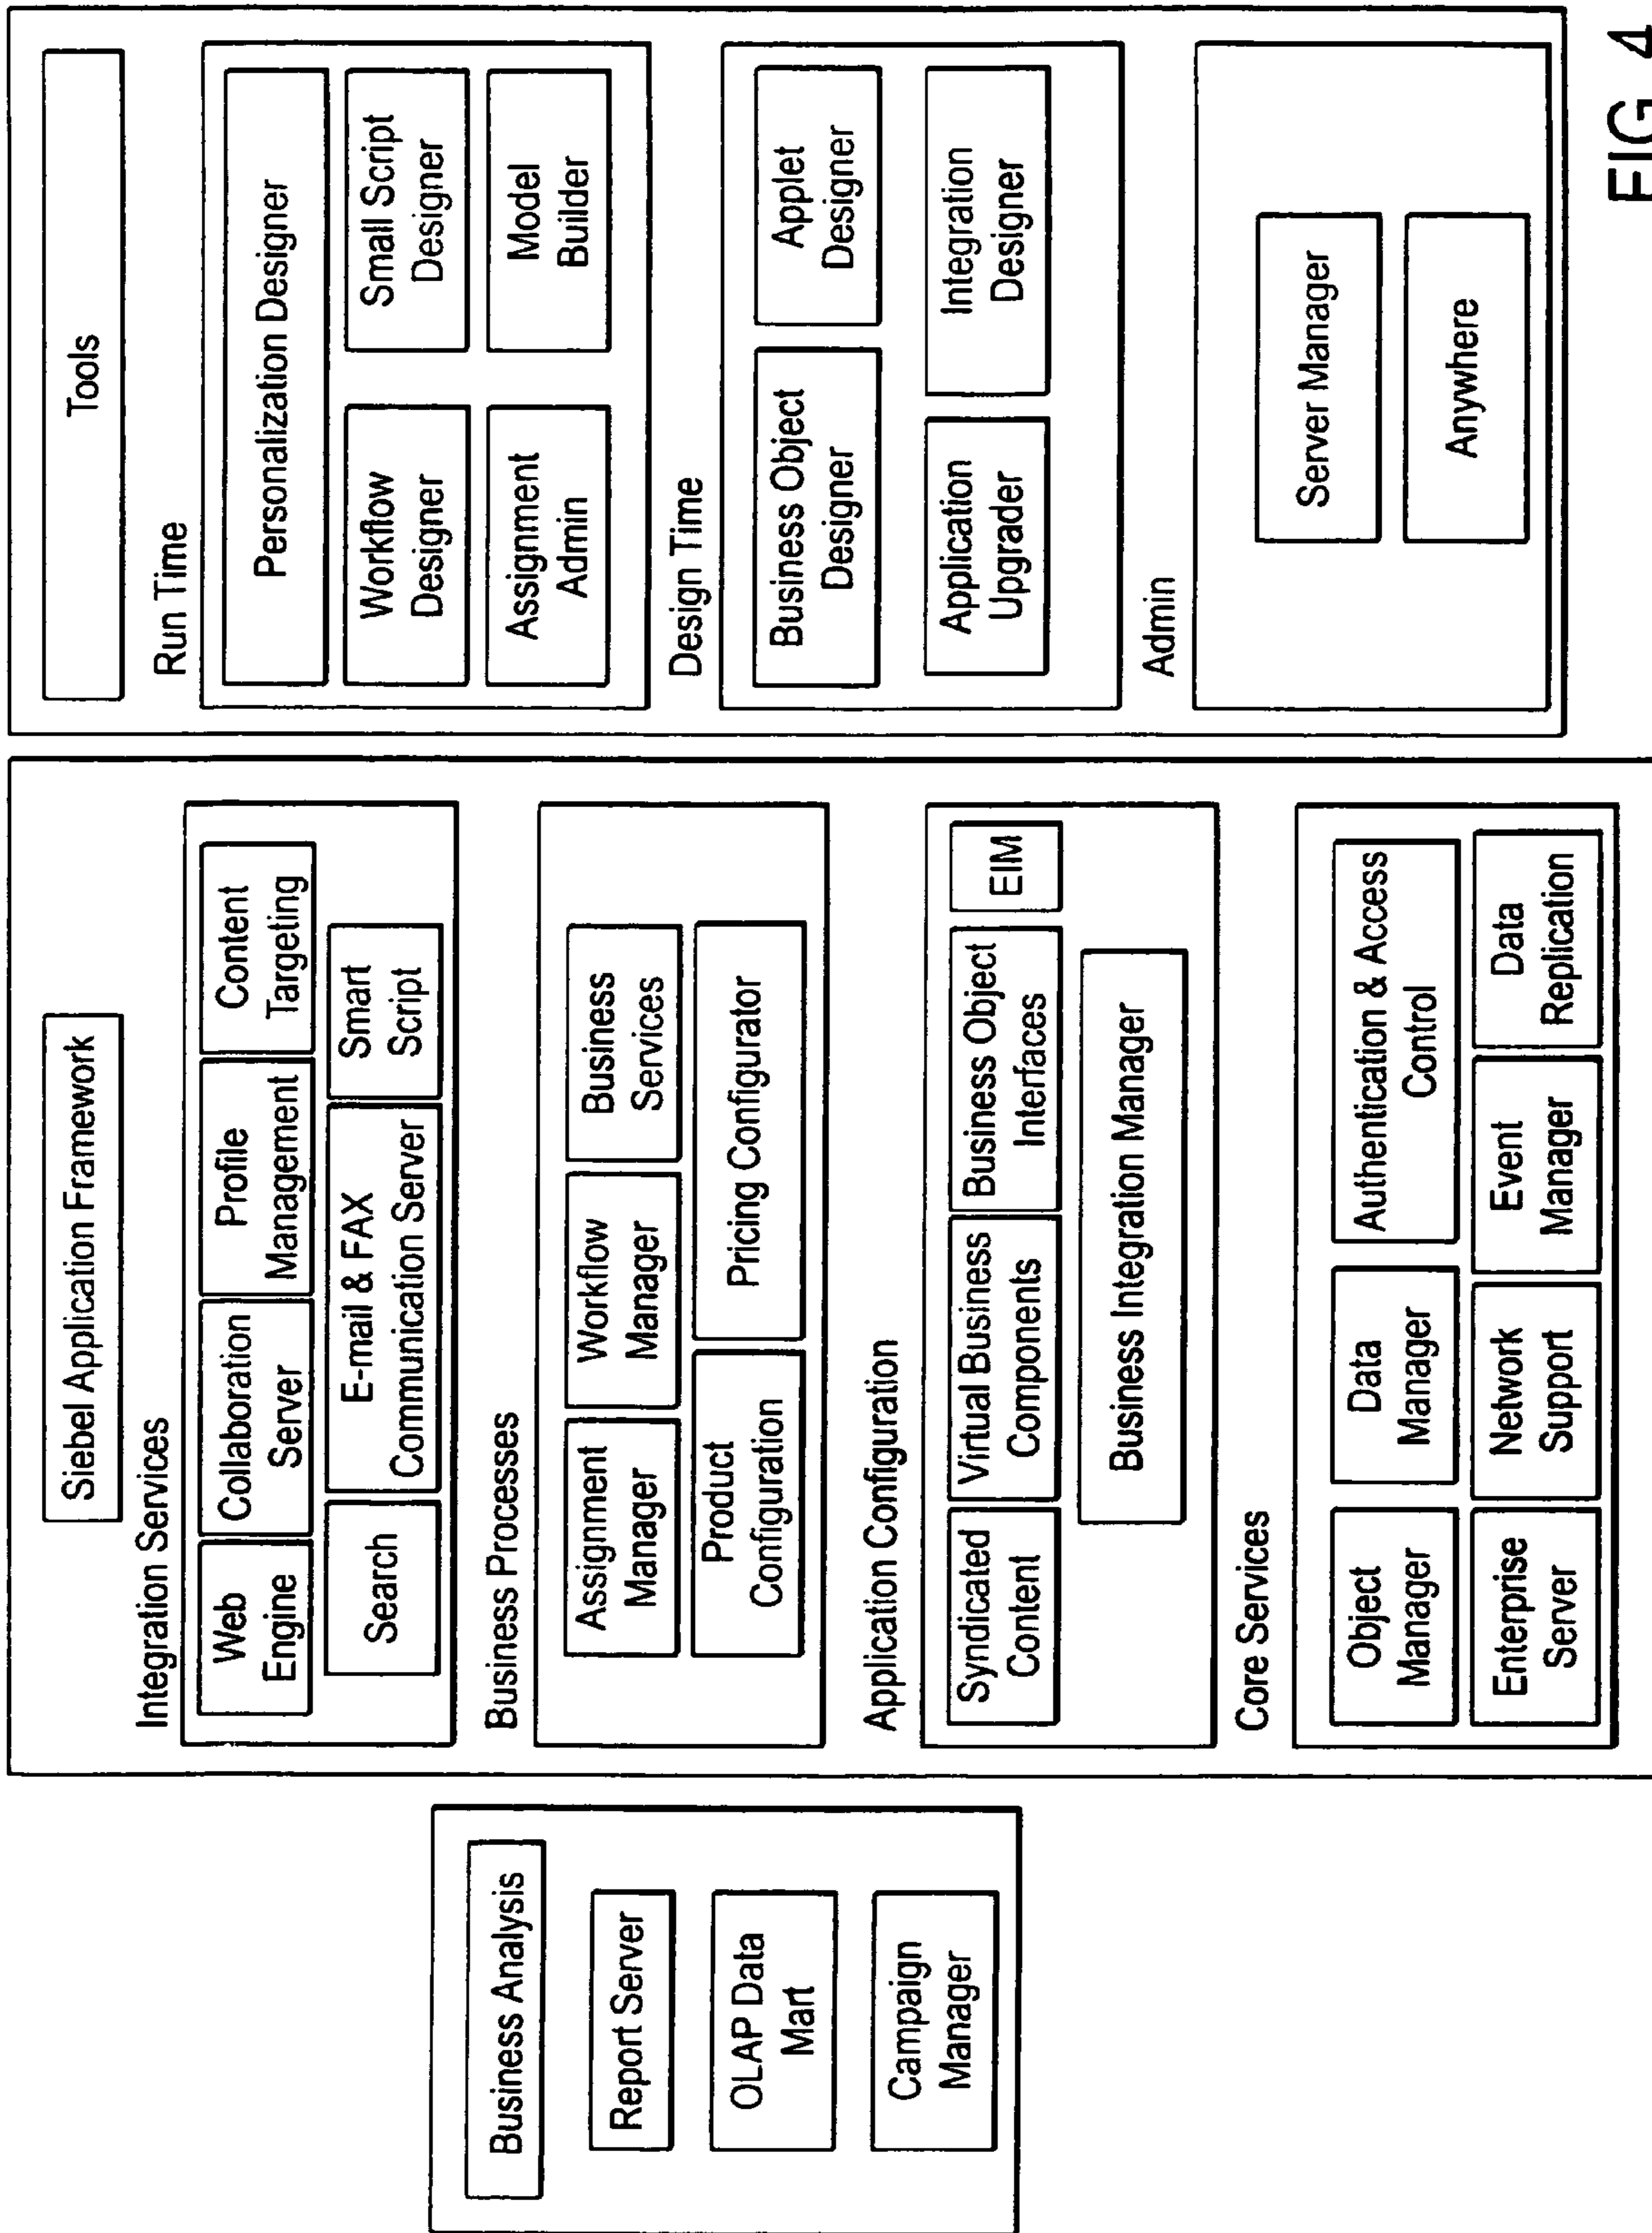 Business Analysis
Report Server
OLAP Data
Mart
Campaign
Manager
Siebel Application Framework
Integration Services
Web
Engine
Collaboration
Server
Profile
Management
Content
Targeting
Search
E-mail & FAX
Communication Server
Smart
Script
Business Processes
Assignment
Manager
Workflow
Manager
Business
Services
Product
Configuration
Pricing Configurator
Application Configuration
Syndicated
Content
Virtual Business
Components
Business Object
Interfaces
EIM
Business Integration Manager
Core Services
Object
Manager
Data
Manager
Authentication & Access
Control
Enterprise
Server
Network
Support
Event
Manager
Data
Replication
Tools
Run Time
Personalization Designer
Workflow
Designer
Small Script
Designer
Assignment
Admin
Model
Builder
Design Time
Business Object
Designer
Applet
Designer
Application
Upgrader
Integration
Designer
Admin
Server Manager
Anywhere
FIG. 4